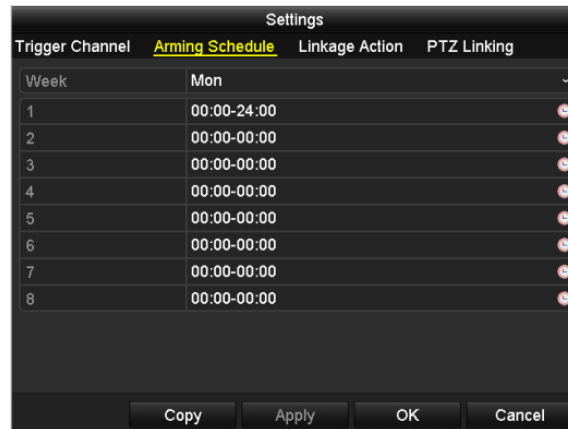 Settings
Trigger Channel Arming Schedule Linkage Action PTZ Linking
Week Mon
1 00:00-24:00
2 00:00-00:00
3 00:00-00:00
4 00:00-00:00
5 00:00-00:00
6 00:00-00:00
7 00:00-00:00
8 00:00-00:00
Copy Apply OK Cancel